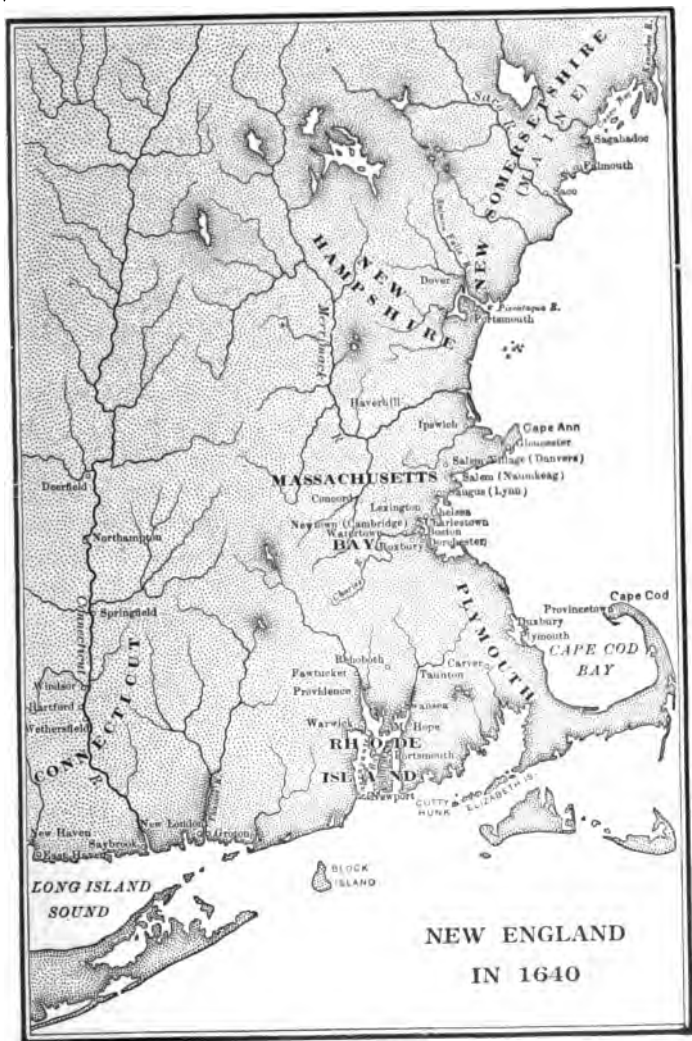 NEW SOMERSETSHIRE
(MAINE)
Saco R.
Sagahadoc
Falmouth
Saco
NEW
HAMPSHIRE
Dover
Piscataqua R.
Portsmouth
Merrimack
R.
Haverhill
Ipswich
Cape Ann
Gloucester
Salem Village (Danvers)
MASSACHUSETTS
Salem (Naumkeag)
Deerfield
Concord
Saugus (Lynn)
Lexington
Chelsea
Newtown (Cambridge)
Charlestown
Watertown
Boston
Northampton
BAY
Roxbury
Dorchester
Charles R.
PLYMOUTH
Cape Cod
Provincetown
Springfield
Duxbury
Plymouth
CAPE COD
BAY
Connecticut
R.
CONNECTICUT
Rehoboth
Carver
Pawtucket
Taunton
Windsor
Providence
Hartford
Swansea
Wethersfield
Warwick
Mt Hope
RHODE
Portsmouth
ISLAND
Newport
CUTTY
HUNK
ELIZABETH IS.
New Haven
New London
Groton
Saybrook
East Haven
BLOCK
ISLAND
LONG ISLAND
SOUND
NEW ENGLAND
IN 1640